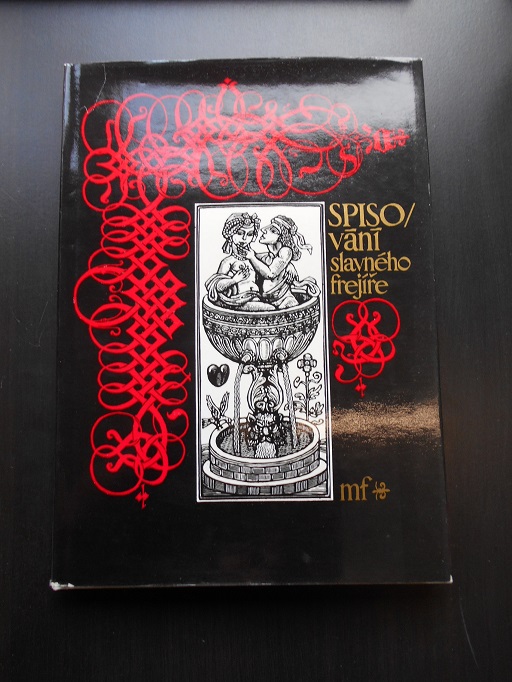 SPISO/
vání
slavného
frejíře
mf